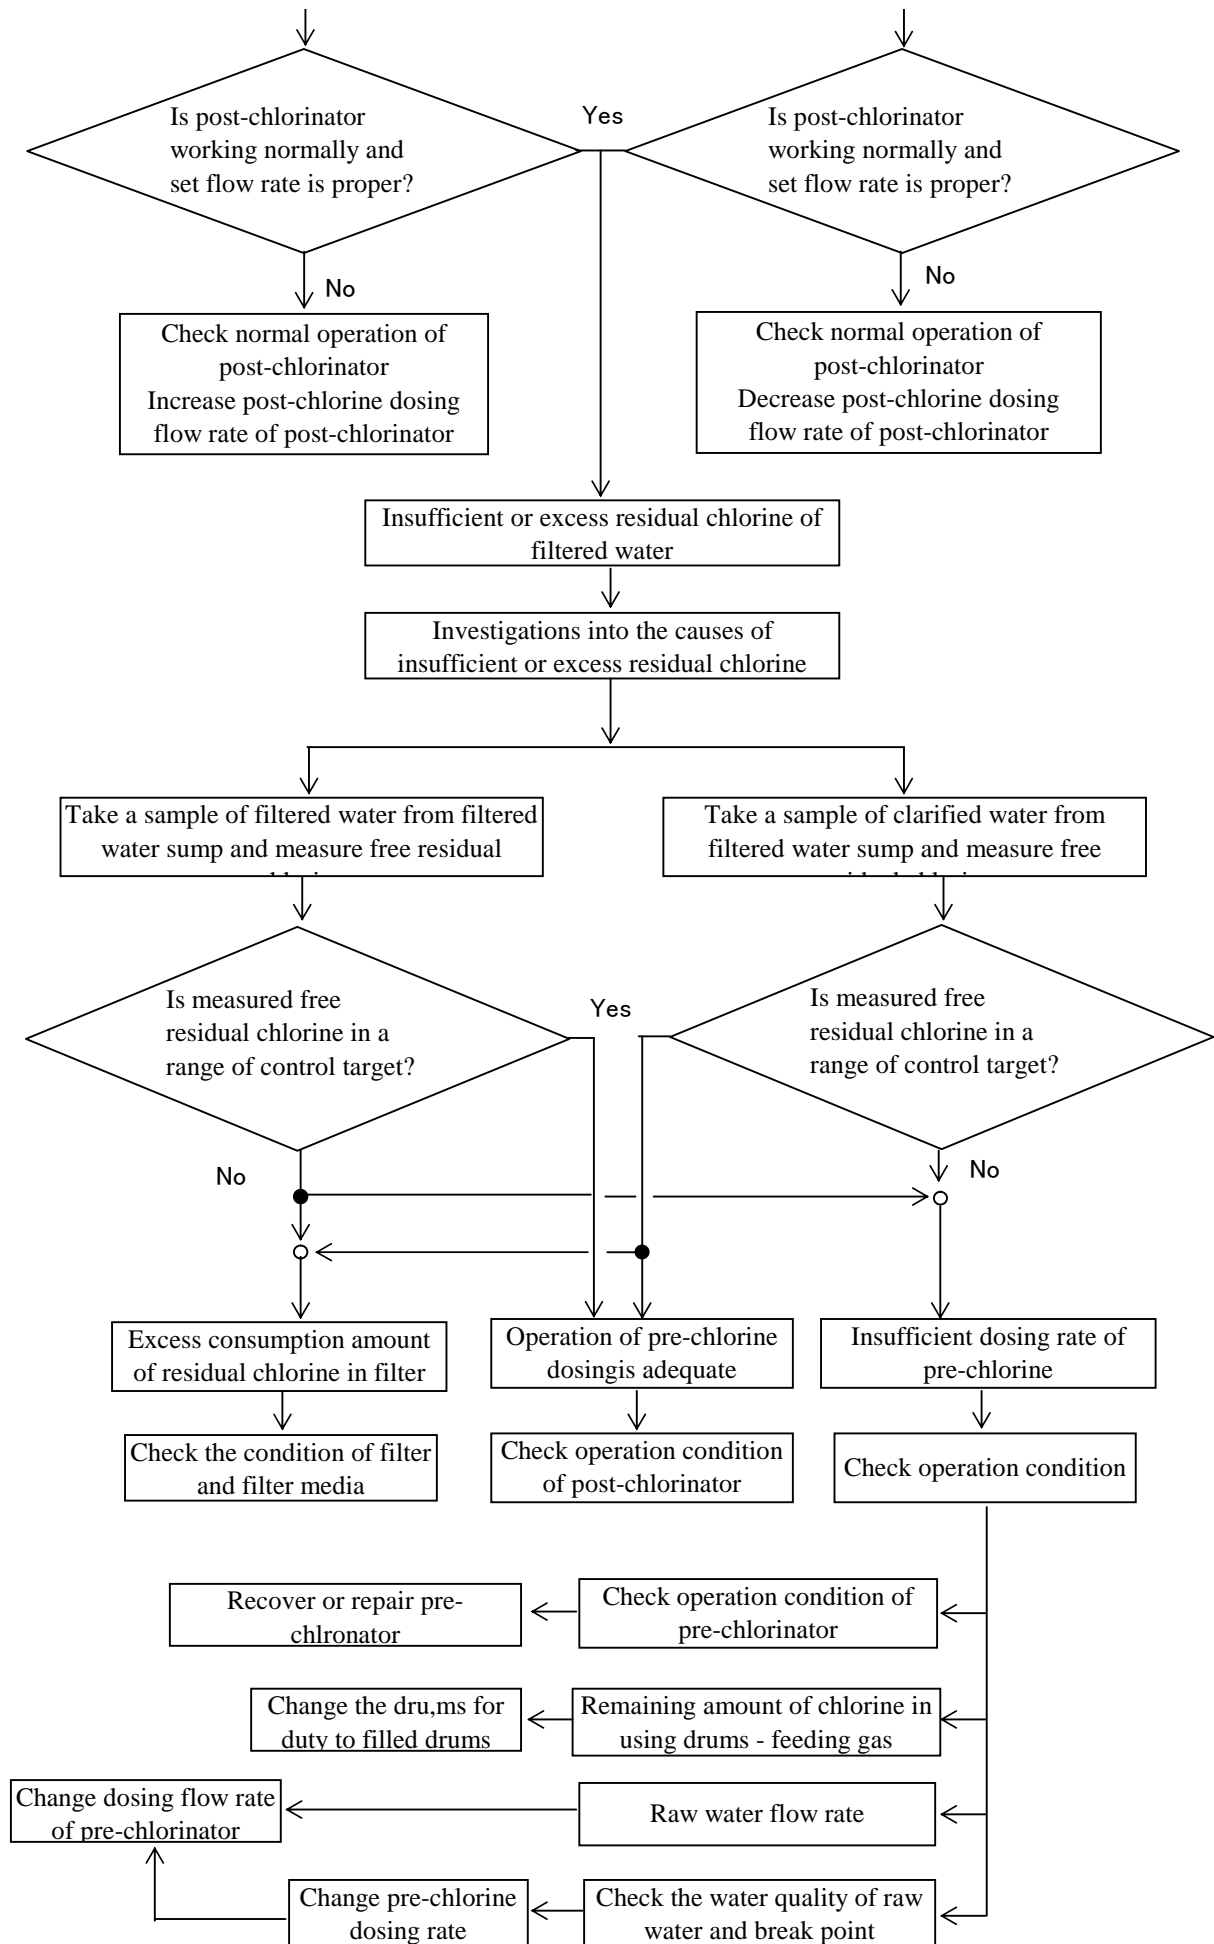 Is post-chlorinator
working normally and
set flow rate is proper?
Yes
Is post-chlorinator
working normally and
set flow rate is proper?
No
No
Check normal operation of
post-chlorinator
Increase post-chlorine dosing
flow rate of post-chlorinator
Check normal operation of
post-chlorinator
Decrease post-chlorine dosing
flow rate of post-chlorinator
Insufficient or excess residual chlorine of
filtered water
Investigations into the causes of
insufficient or excess residual chlorine
Take a sample of filtered water from filtered
water sump and measure free residual
Take a sample of clarified water from
filtered water sump and measure free
Is measured free
residual chlorine in a
range of control target?
Yes
Is measured free
residual chlorine in a
range of control target?
No
No
Excess consumption amount
of residual chlorine in filter
Operation of pre-chlorine
dosingis adequate
Insufficient dosing rate of
pre-chlorine
Check the condition of filter
and filter media
Check operation condition
of post-chlorinator
Check operation condition
Recover or repair pre-
chlronator
Check operation condition of
pre-chlorinator
Change the dru,ms for
duty to filled drums
Remaining amount of chlorine in
using drums - feeding gas
Change dosing flow rate
of pre-chlorinator
Raw water flow rate
Change pre-chlorine
dosing rate
Check the water quality of raw
water and break point